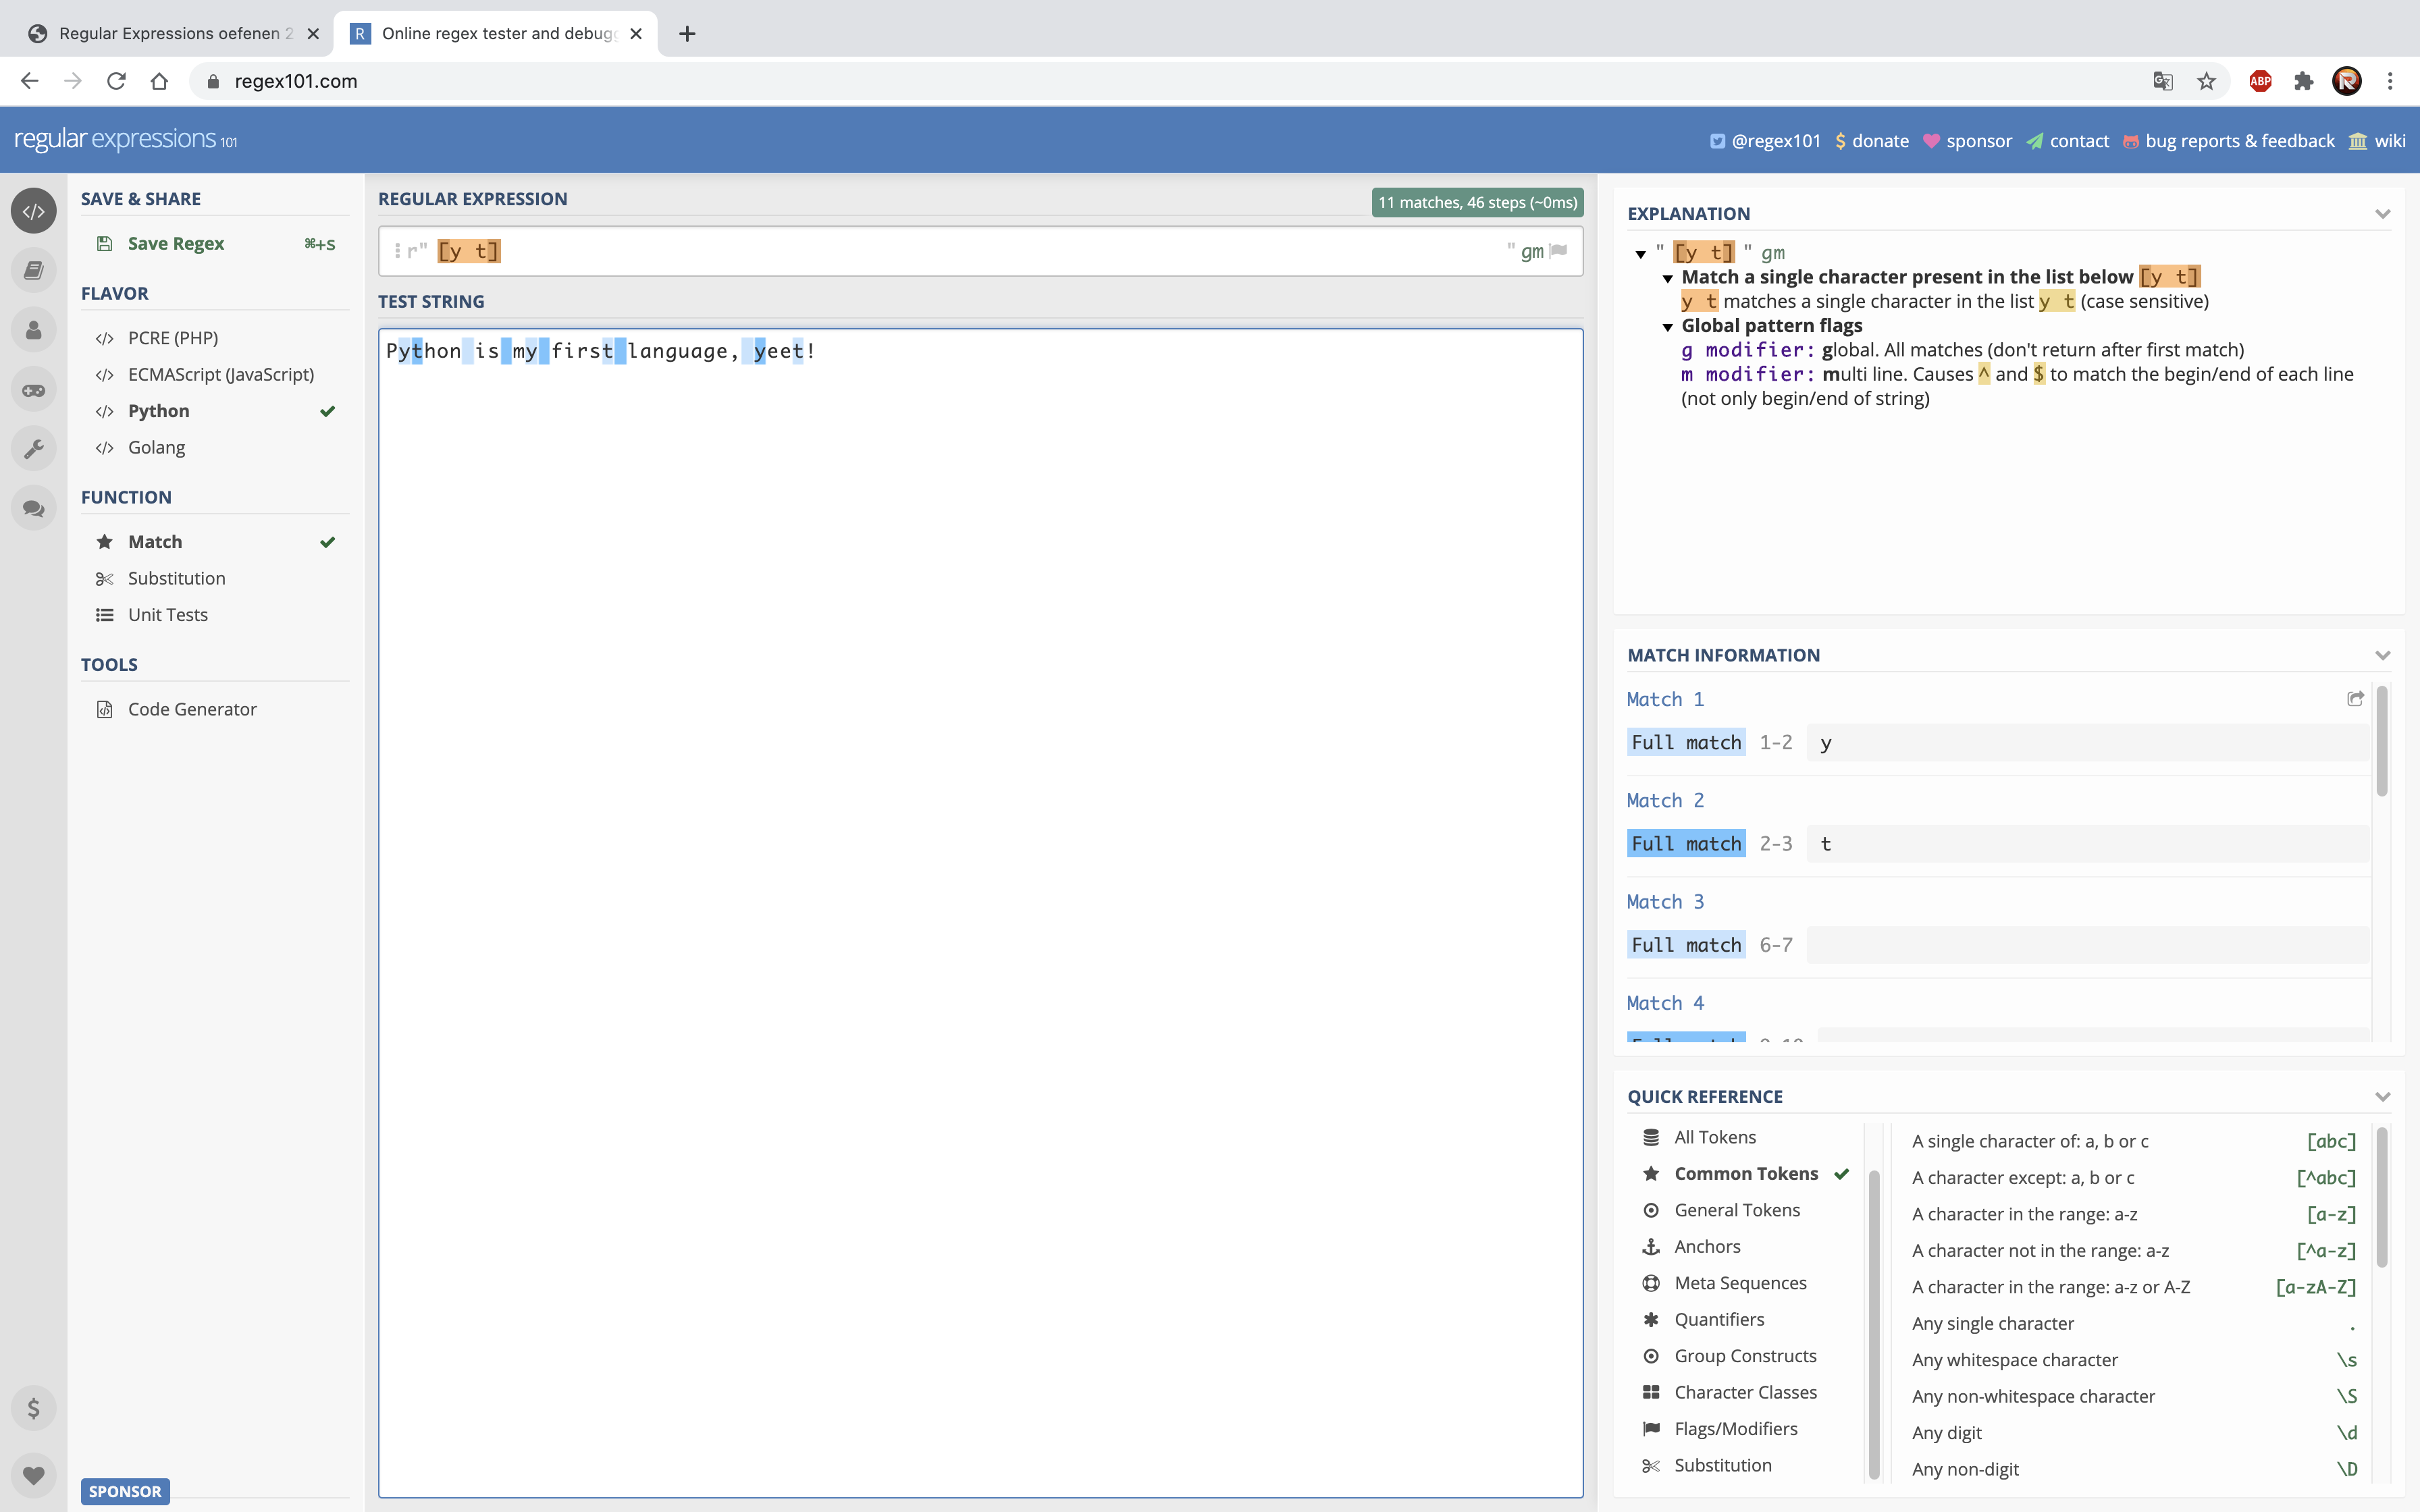 Regular Expressions oefenen 2
R Online regex tester and debugg
regex101.com
ABP
regular expressions 101
@regex101 $ donate sponsor contact bug reports & feedback wiki
SAVE & SHARE
Save Regex ⌘+s
FLAVOR
</> PCRE (PHP)
</> ECMAScript (JavaScript)
</> Python
</> Golang
FUNCTION
Match
Substitution
Unit Tests
TOOLS
Code Generator
SPONSOR
REGULAR EXPRESSION
11 matches, 46 steps (~0ms)
r" [y t] " gm
TEST STRING
Python is my first language, yeet!
EXPLANATION
" [y t] " gm
Match a single character present in the list below [y t]
y t matches a single character in the list y t (case sensitive)
Global pattern flags
g modifier: global. All matches (don't return after first match)
m modifier: multi line. Causes ^ and $ to match the begin/end of each line
(not only begin/end of string)
MATCH INFORMATION
Match 1
Full match 1-2 y
Match 2
Full match 2-3 t
Match 3
Full match 6-7
Match 4
Full match 9-10
QUICK REFERENCE
All Tokens
Common Tokens
General Tokens
Anchors
Meta Sequences
Quantifiers
Group Constructs
Character Classes
Flags/Modifiers
Substitution
A single character of: a, b or c [abc]
A character except: a, b or c [^abc]
A character in the range: a-z [a-z]
A character not in the range: a-z [^a-z]
A character in the range: a-z or A-Z [a-zA-Z]
Any single character .
Any whitespace character \s
Any non-whitespace character \S
Any digit \d
Any non-digit \D